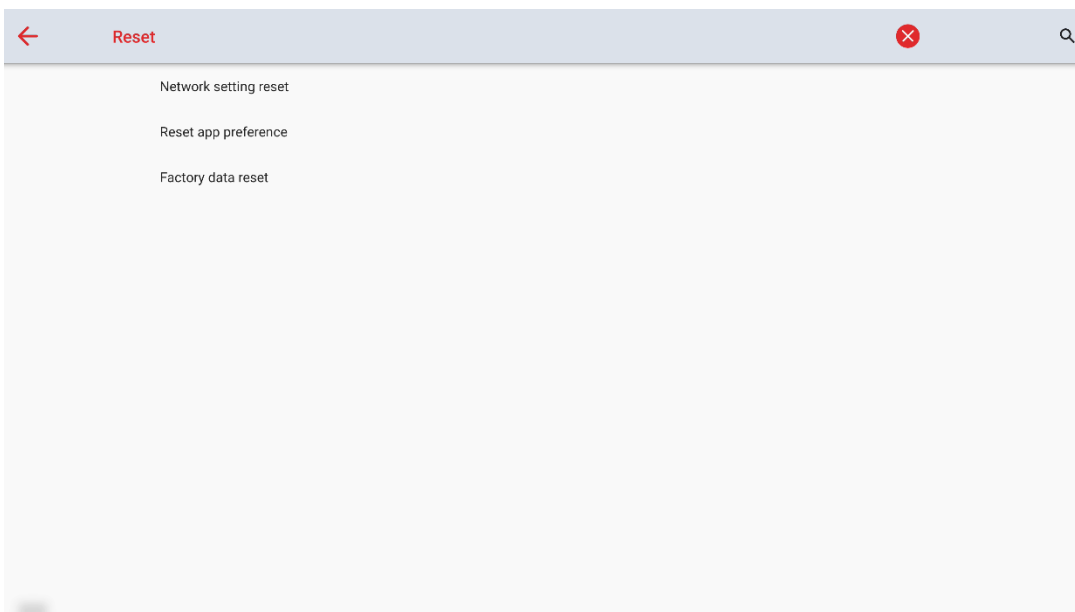 Reset
Network setting reset
Reset app preference
Factory data reset